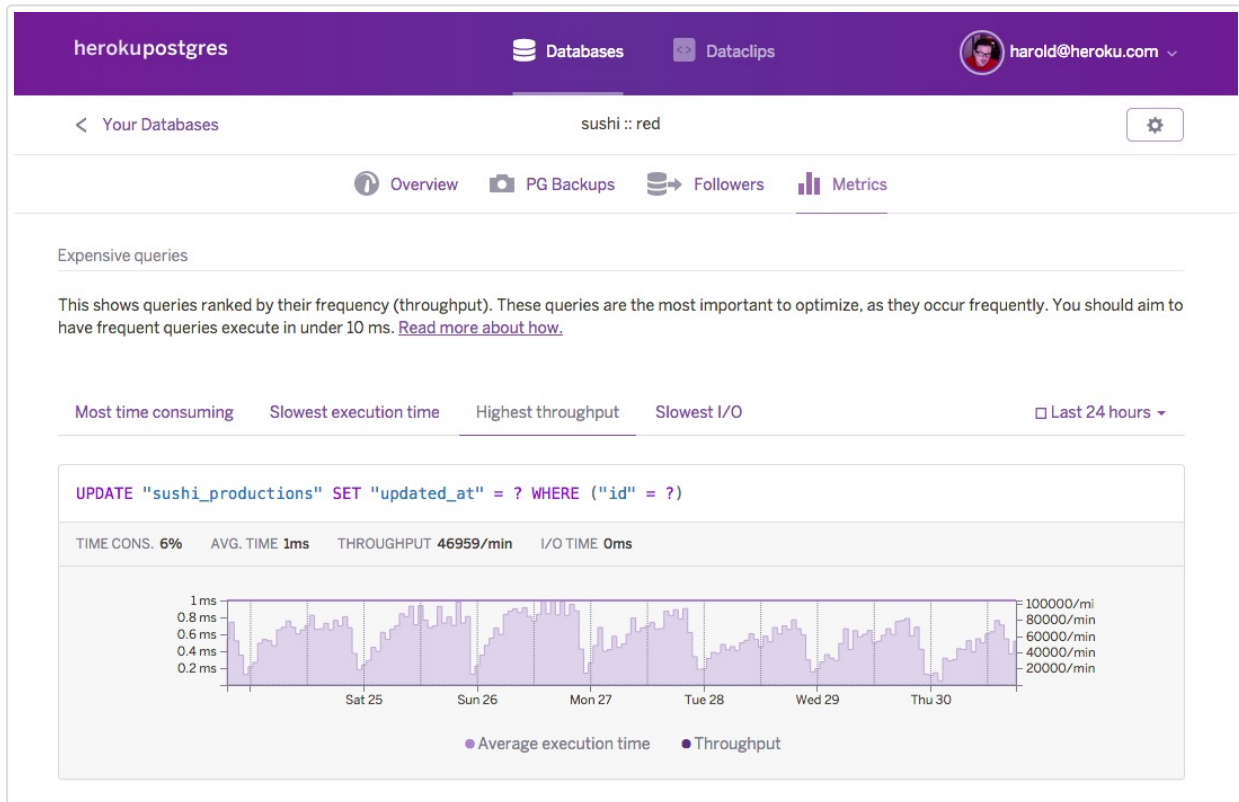 herokupostgres
Databases
Dataclips
harold@heroku.com
< Your Databases
sushi :: red
Overview
PG Backups
Followers
Metrics
Expensive queries
This shows queries ranked by their frequency (throughput). These queries are the most important to optimize, as they occur frequently. You should aim to
have frequent queries execute in under 10 ms. Read more about how.
Most time consuming
Slowest execution time
Highest throughput
Slowest I/O
Last 24 hours
UPDATE "sushi_productions" SET "updated_at" = ? WHERE ("id" = ?)
TIME CONS. 6%
AVG. TIME 1ms
THROUGHPUT 46959/min
I/O TIME 0ms
1 ms
0.8 ms
0.6 ms
0.4 ms
0.2 ms
100000/mi
80000/min
60000/min
40000/min
20000/min
Sat 25
Sun 26
Mon 27
Tue 28
Wed 29
Thu 30
Average execution time
Throughput